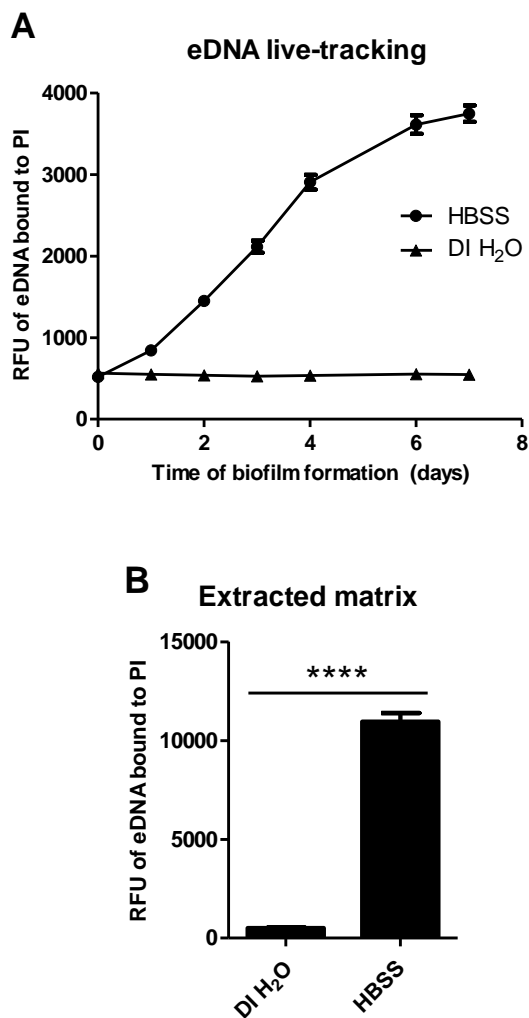 A
eDNA live-tracking
RFU of eDNA bound to PI
4000
3000
2000
1000
0
0 2 4 6 8
Time of biofilm formation (days)
HBSS
DI H₂O
B
Extracted matrix
RFU of eDNA bound to PI
15000
10000
5000
0
****
DI H₂O
HBSS